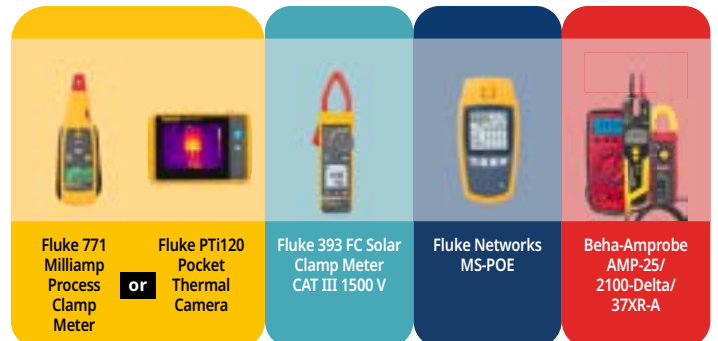 Fluke 771
Milliamp
Process
Clamp
Meter
or
Fluke PTi120
Pocket
Thermal
Camera
Fluke 393 FC Solar
Clamp Meter
CAT III 1500 V
Fluke Networks
MS-POE
Beha-Amprobe
AMP-25/
2100-Delta/
37XR-A